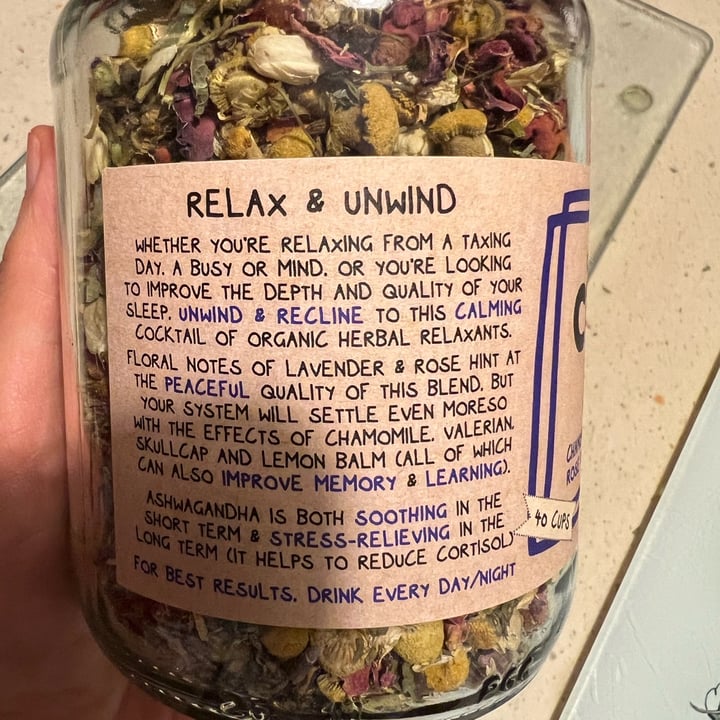 RELAX & UNWIND
WHETHER YOU'RE RELAXING FROM A TAXING
DAY, A BUSY OR MIND, OR YOU'RE LOOKING
TO IMPROVE THE DEPTH AND QUALITY OF YOUR
SLEEP, UNWIND & RECLINE TO THIS CALMING
COCKTAIL OF ORGANIC HERBAL RELAXANTS.
FLORAL NOTES OF LAVENDER & ROSE HINT AT
THE PEACEFUL QUALITY OF THIS BLEND, BUT
YOUR SYSTEM WILL SETTLE EVEN MORESO
WITH THE EFFECTS OF CHAMOMILE, VALERIAN,
SKULLCAP AND LEMON BALM (ALL OF WHICH
CAN ALSO IMPROVE MEMORY & LEARNING).
ASHWAGANDHA IS BOTH SOOTHING IN THE
SHORT TERM & STRESS-RELIEVING IN THE
LONG TERM (IT HELPS TO REDUCE CORTISOL)
FOR BEST RESULTS, DRINK EVERY DAY/NIGHT
40 CUPS